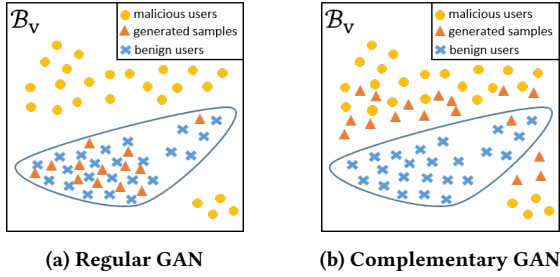 𝓑ᵥ
malicious users
generated samples
benign users
𝓑ᵥ
malicious users
generated samples
benign users
(a) Regular GAN
(b) Complementary GAN